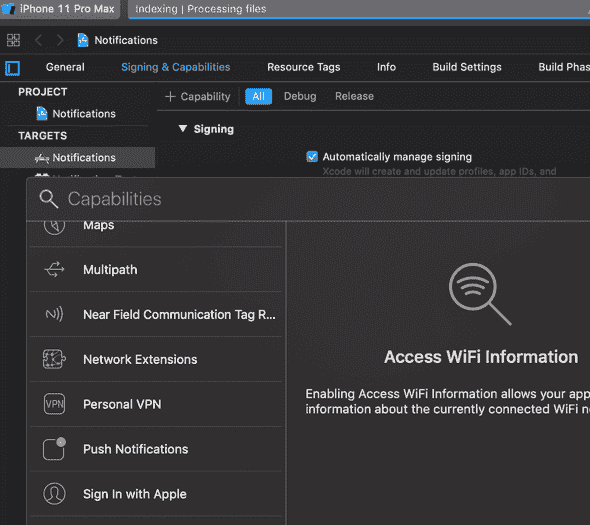 iPhone 11 Pro Max Indexing | Processing files
Notifications
General Signing & Capabilities Resource Tags Info Build Settings Build Phas
PROJECT
+ Capability All Debug Release
Notifications
TARGETS
Signing
Notifications
Automatically manage signing
Xcode will create and update profiles, app IDs, and
Capabilities
Maps
Multipath
Near Field Communication Tag R...
Network Extensions
Personal VPN
VPN
Push Notifications
Sign In with Apple
Access WiFi Information
Enabling Access WiFi Information allows your app
information about the currently connected WiFi n